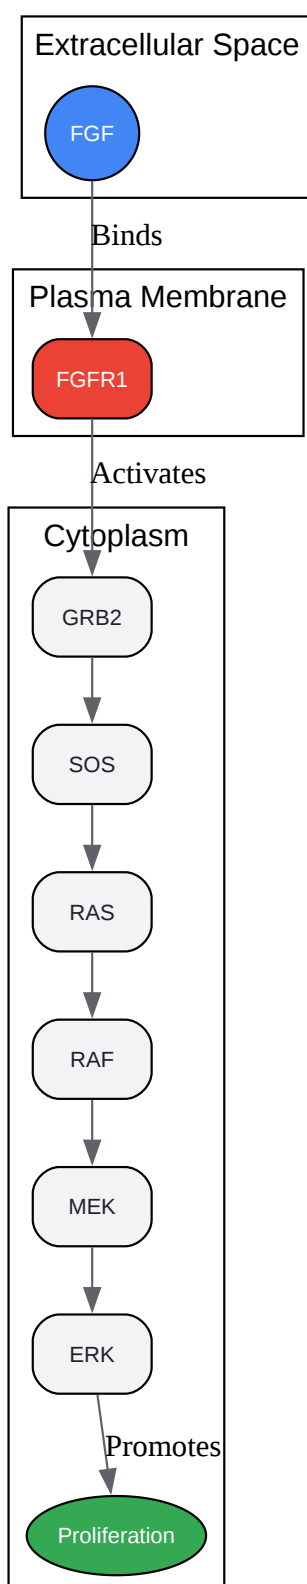 Extracellular Space
FGF
Binds
Plasma Membrane
FGFR1
Activates
Cytoplasm
GRB2
SOS
RAS
RAF
MEK
ERK
Promotes
Proliferation